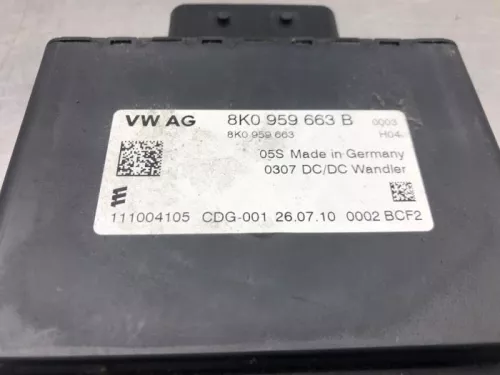 VW AG 8K0 959 663 B 0003
8K0 959 663 H04
05S Made in Germany
0307 DC/DC Wandler
111004105 CDG-001 26.07.10 0002 BCF2